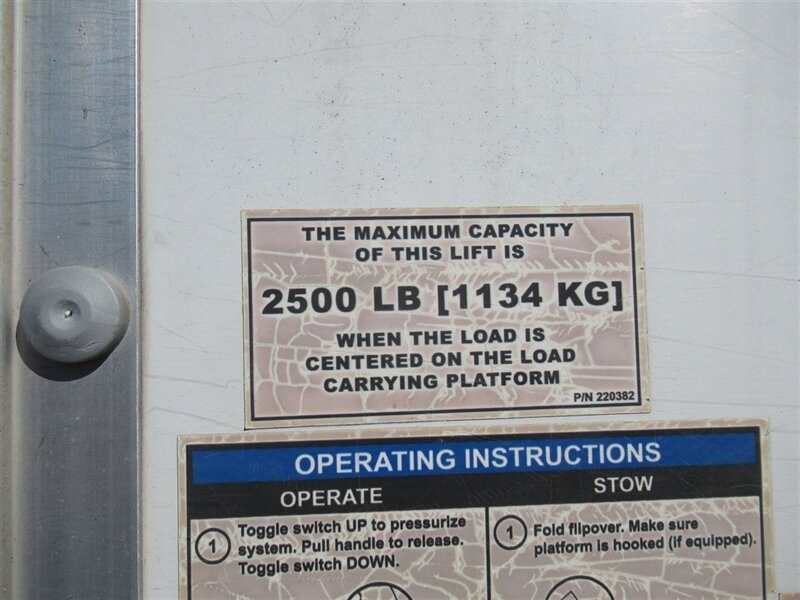 THE MAXIMUM CAPACITY
OF THIS LIFT IS
2500 LB [1134 KG]
WHEN THE LOAD IS
CENTERED ON THE LOAD
CARRYING PLATFORM
P/N 220382
OPERATING INSTRUCTIONS
OPERATE
1 Toggle switch UP to pressurize
system. Pull handle to release.
Toggle switch DOWN.
STOW
1 Fold flipover. Make sure
platform is hooked (if equipped).